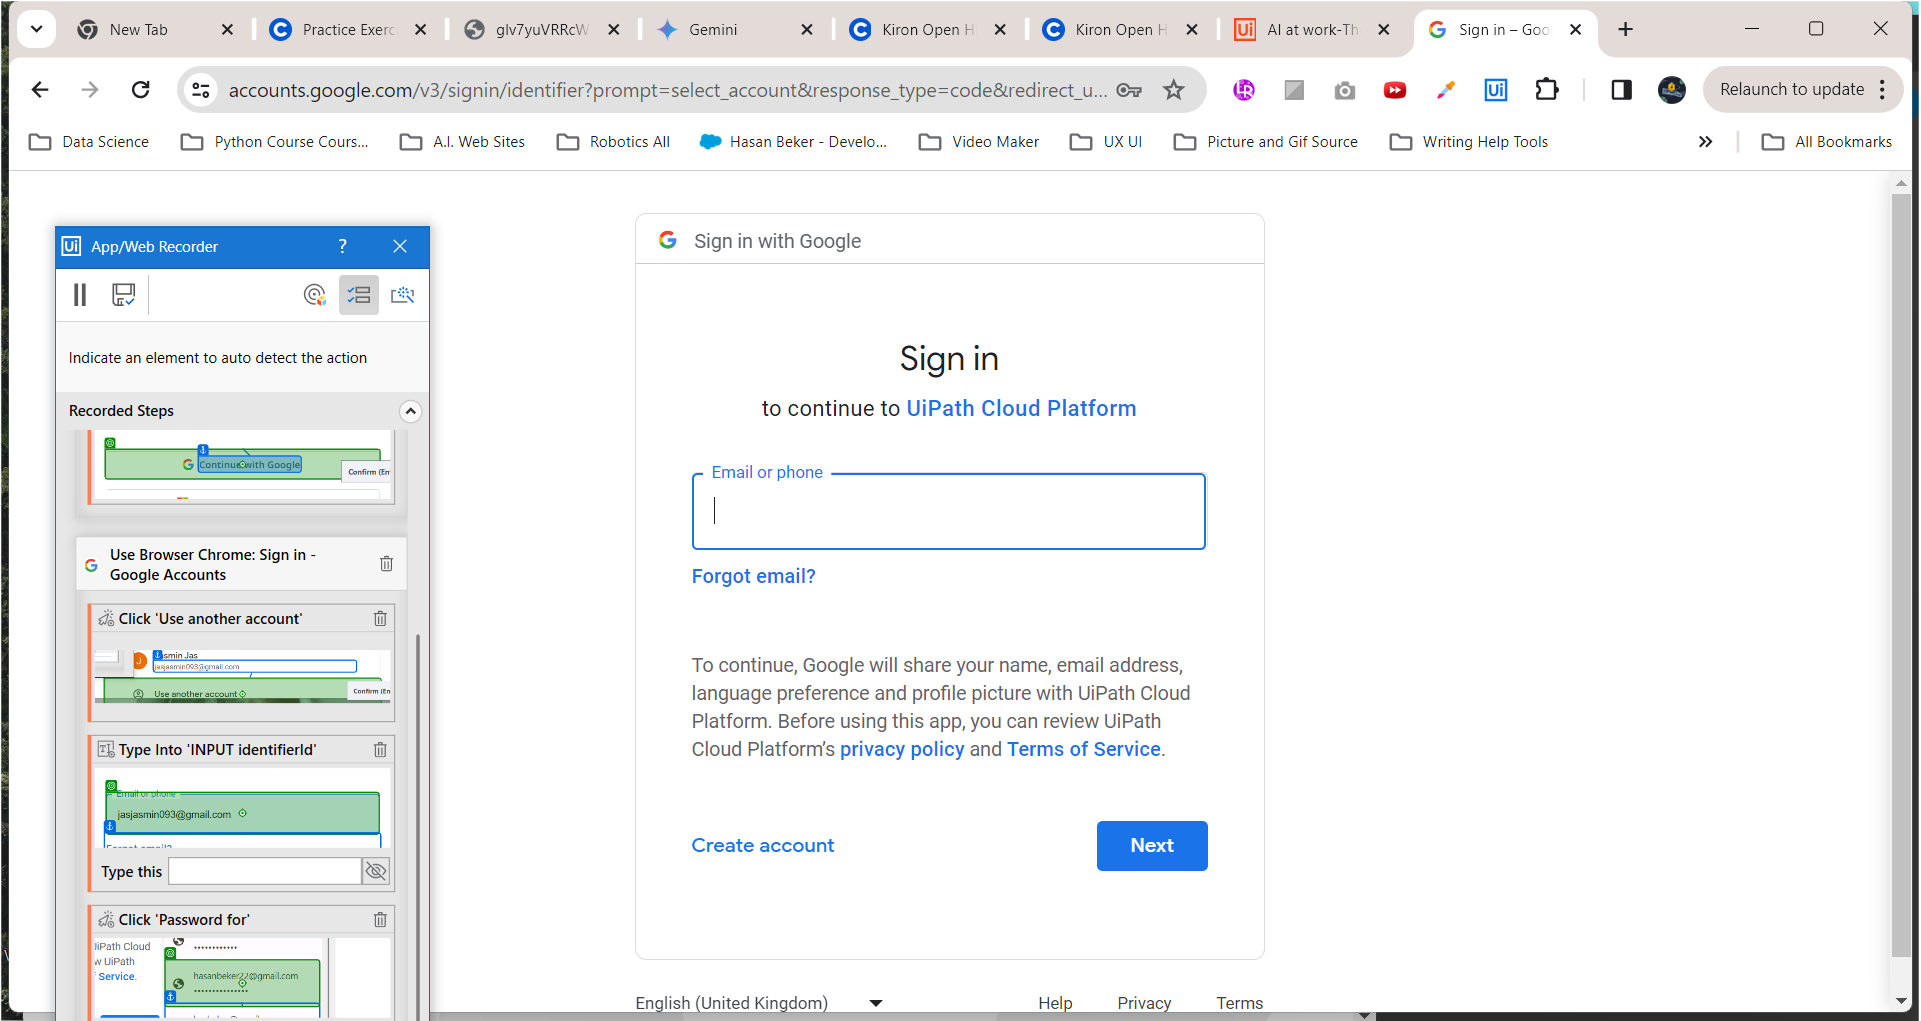 New Tab
Practice Exerc
glv7yuVRRcW
Gemini
Kiron Open H
Kiron Open H
AI at work-Th
Sign in – Goo
accounts.google.com/v3/signin/identifier?prompt=select_account&response_type=code&redirect_u...
Relaunch to update
Data Science
Python Course Cours...
A.I. Web Sites
Robotics All
Hasan Beker - Develo...
Video Maker
UX UI
Picture and Gif Source
Writing Help Tools
All Bookmarks
Ui App/Web Recorder ?
Indicate an element to auto detect the action
Recorded Steps
Continue with Google
Confirm (En
Use Browser Chrome: Sign in -
Google Accounts
Click 'Use another account'
smin Jas
jasjasmin093@gmail.com
Use another account
Confirm (En
Type Into 'INPUT identifierId'
Email or phone
jasjasmin093@gmail.com
Forgot email?
Type this
Click 'Password for'
iPath Cloud
w UiPath
Service.
hasanbeker22@gmail.com
Sign in with Google
Sign in
to continue to UiPath Cloud Platform
Email or phone
Forgot email?
To continue, Google will share your name, email address,
language preference and profile picture with UiPath Cloud
Platform. Before using this app, you can review UiPath
Cloud Platform’s privacy policy and Terms of Service.
Create account
Next
English (United Kingdom)
Help
Privacy
Terms